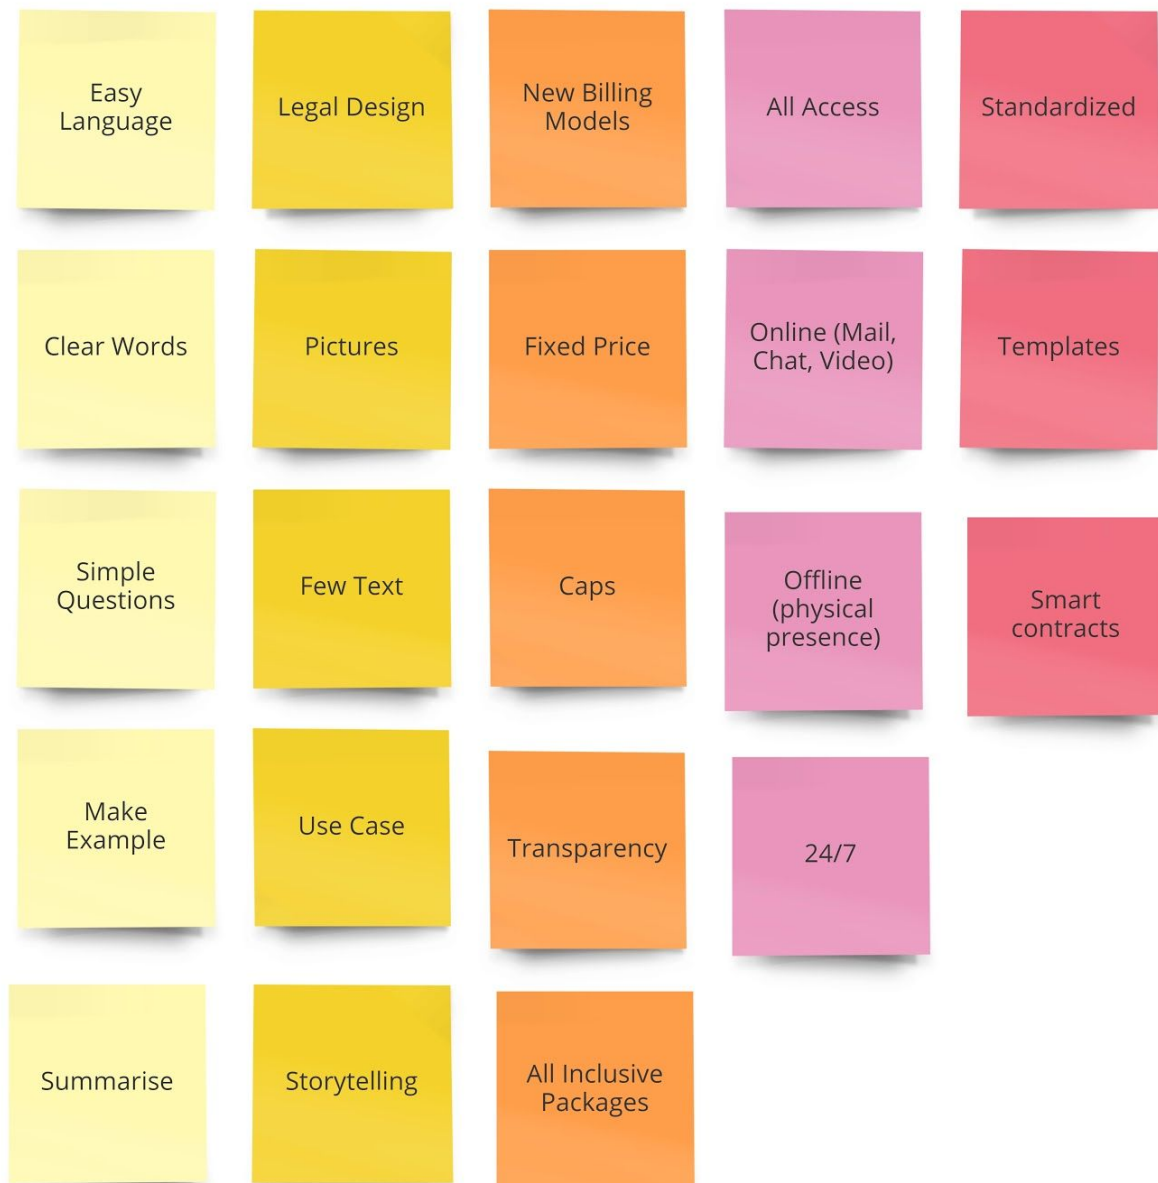 Easy
Language
Legal Design
New Billing
Models
All Access
Standardized
Clear Words
Pictures
Fixed Price
Online (Mail,
Chat, Video)
Templates
Simple
Questions
Few Text
Caps
Offline
(physical
presence)
Smart
contracts
Make
Example
Use Case
Transparency
24/7
Summarise
Storytelling
All Inclusive
Packages